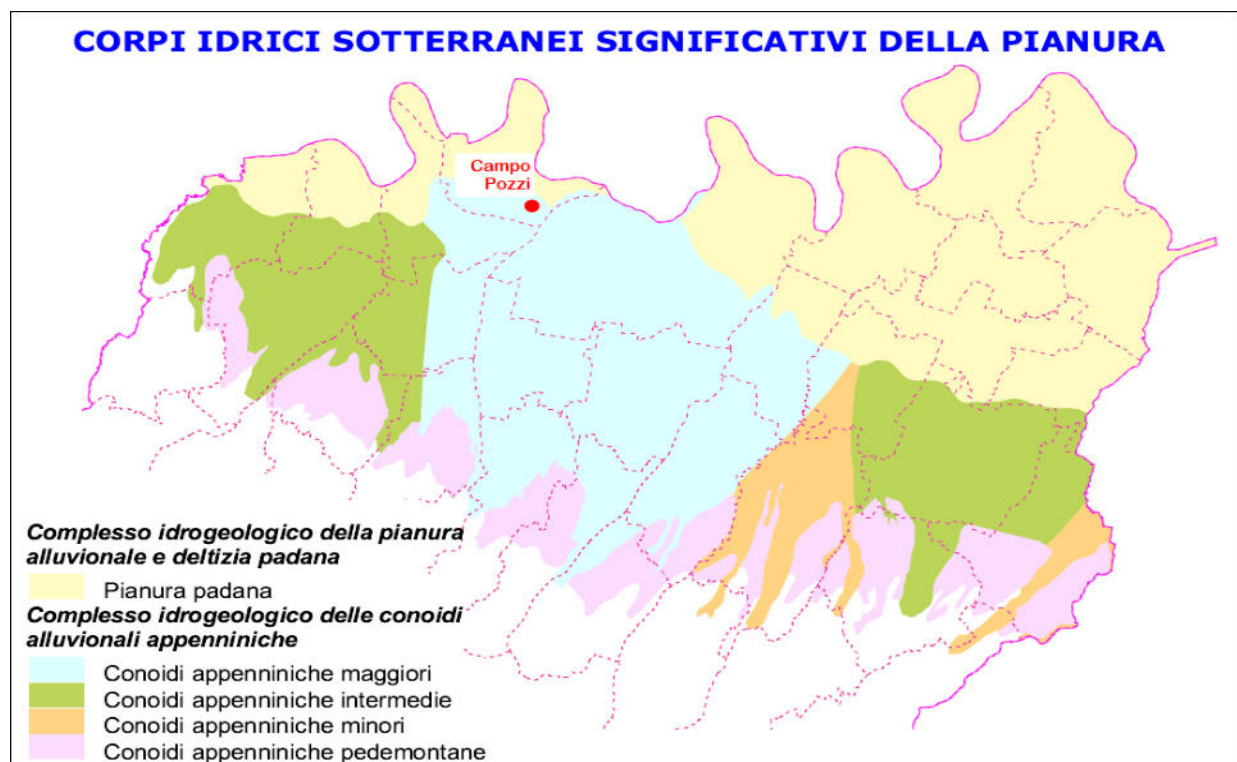 CORPI IDRICI SOTTERRANEI SIGNIFICATIVI DELLA PIANURA
Campo
Pozzi
Complesso idrogeologico della pianura
alluvionale e deltizia padana
Pianura padana
Complesso idrogeologico delle conoidi
alluvionali appenniniche
Conoidi appenniniche maggiori
Conoidi appenniniche intermedie
Conoidi appenniniche minori
Conoidi appenniniche pedemontane